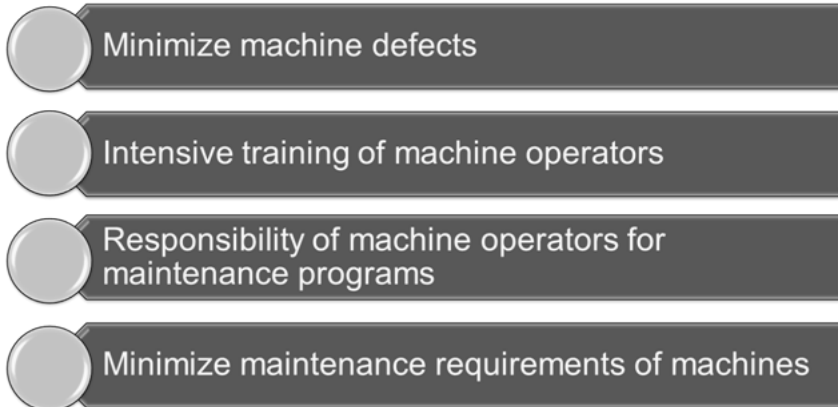 Minimize machine defects
Intensive training of machine operators
Responsibility of machine operators for
maintenance programs
Minimize maintenance requirements of machines